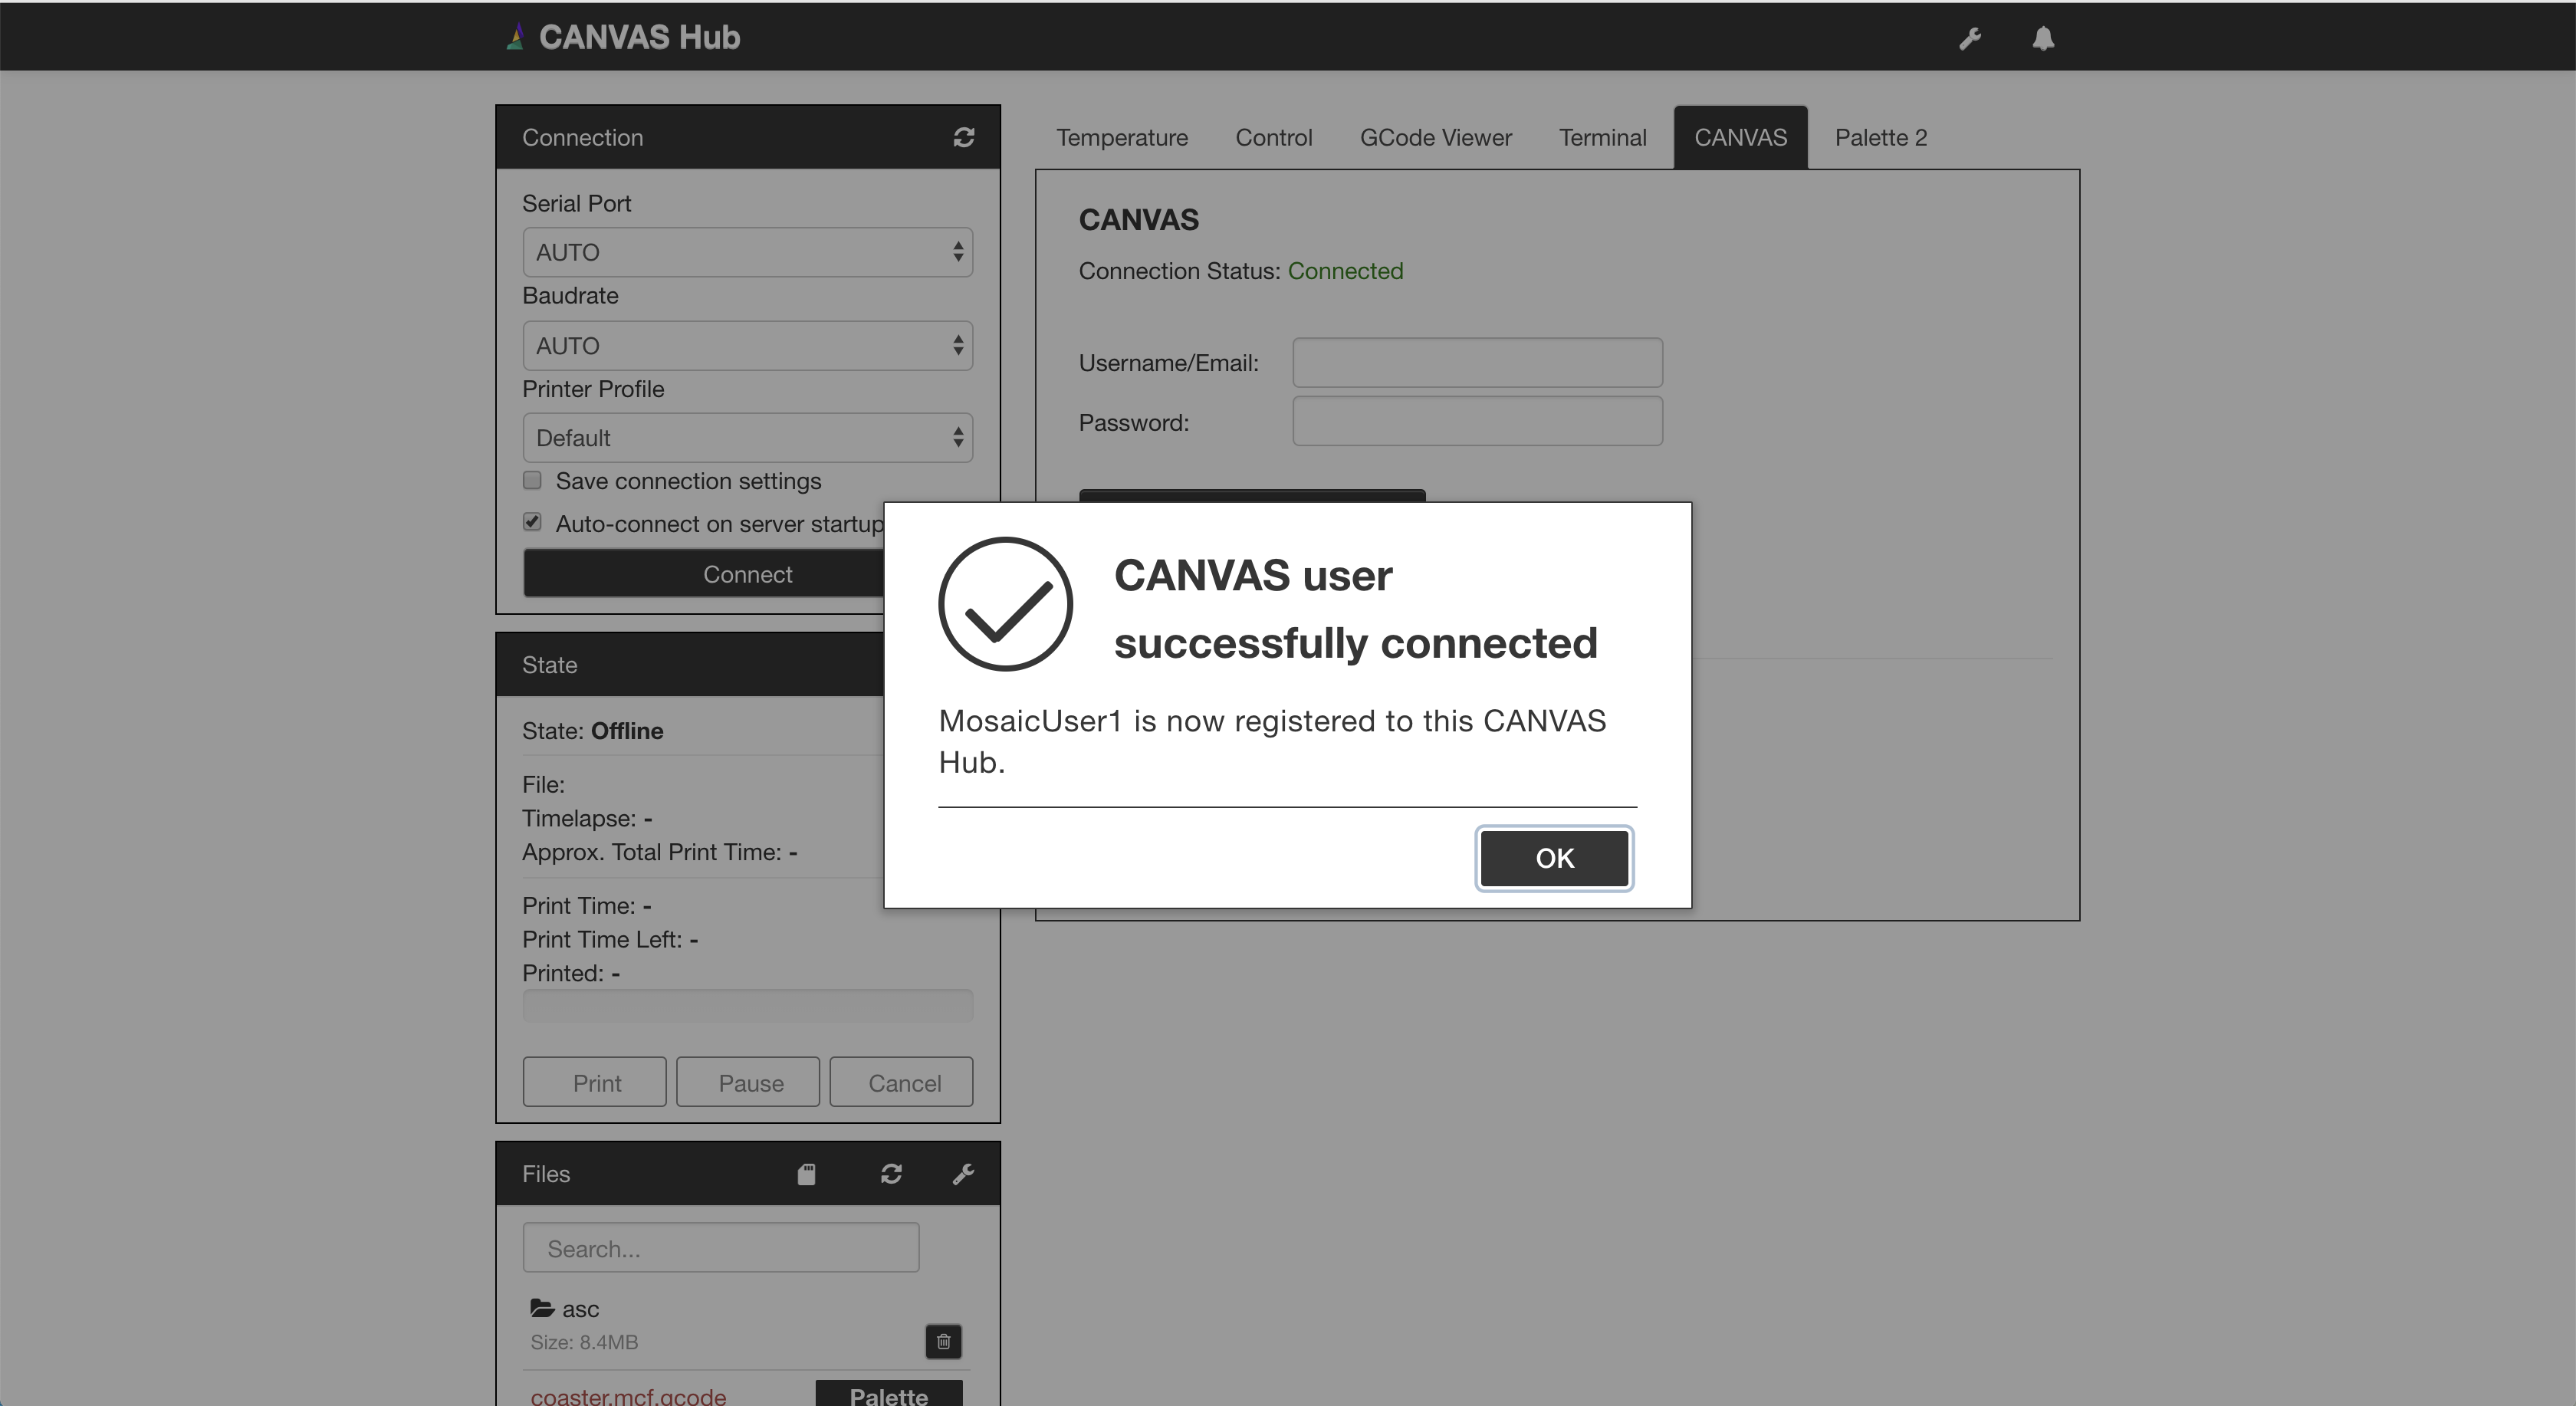 CANVAS Hub
Connection
Serial Port
AUTO
Baudrate
AUTO
Printer Profile
Default
Save connection settings
Auto-connect on server startup
Connect
State
State: Offline
File:
Timelapse: -
Approx. Total Print Time: -
Print Time: -
Print Time Left: -
Printed: -
Print Pause Cancel
Files
Search...
asc
Size: 8.4MB
coaster.mcf.gcode Palette
Temperature Control GCode Viewer Terminal CANVAS Palette 2
CANVAS
Connection Status: Connected
Username/Email:
Password:
CANVAS user
successfully connected
MosaicUser1 is now registered to this CANVAS
Hub.
OK